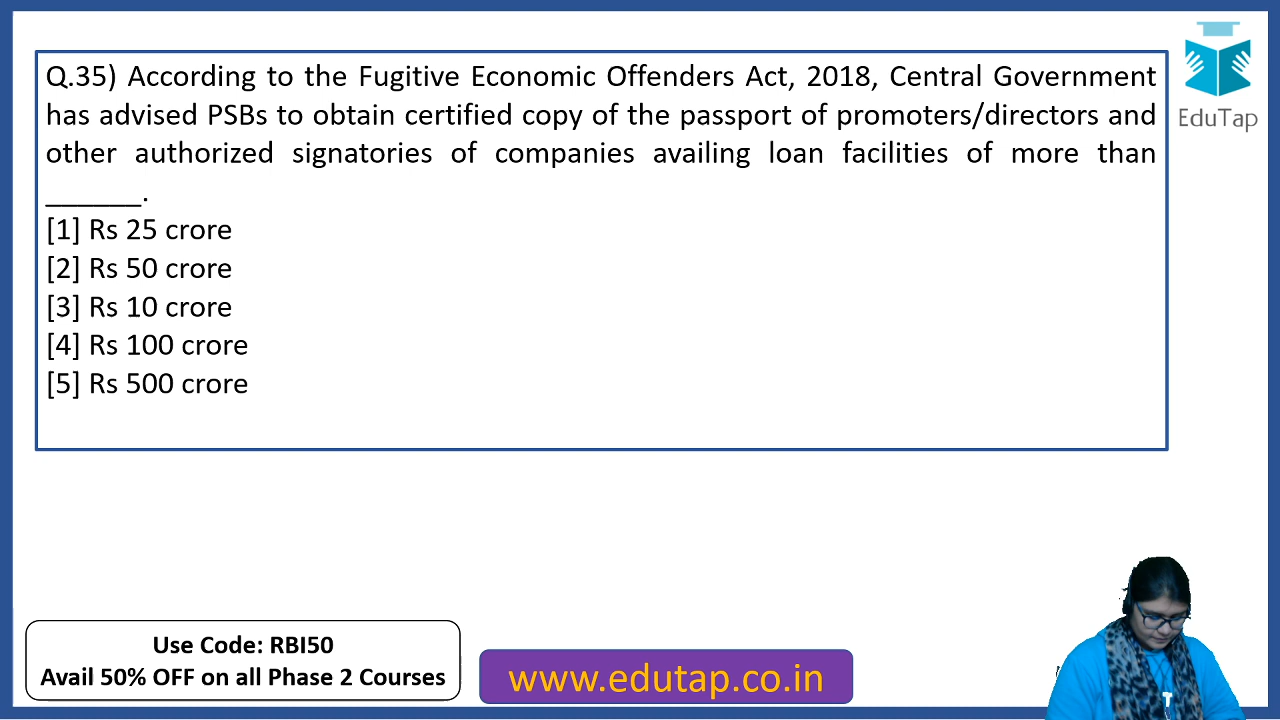 Q.35) According to the Fugitive Economic Offenders Act, 2018, Central Government
has advised PSBs to obtain certified copy of the passport of promoters/directors and
other authorized signatories of companies availing loan facilities of more than
______.
[1] Rs 25 crore
[2] Rs 50 crore
[3] Rs 10 crore
[4] Rs 100 crore
[5] Rs 500 crore
EduTap
Use Code: RBI50
Avail 50% OFF on all Phase 2 Courses
www.edutap.co.in